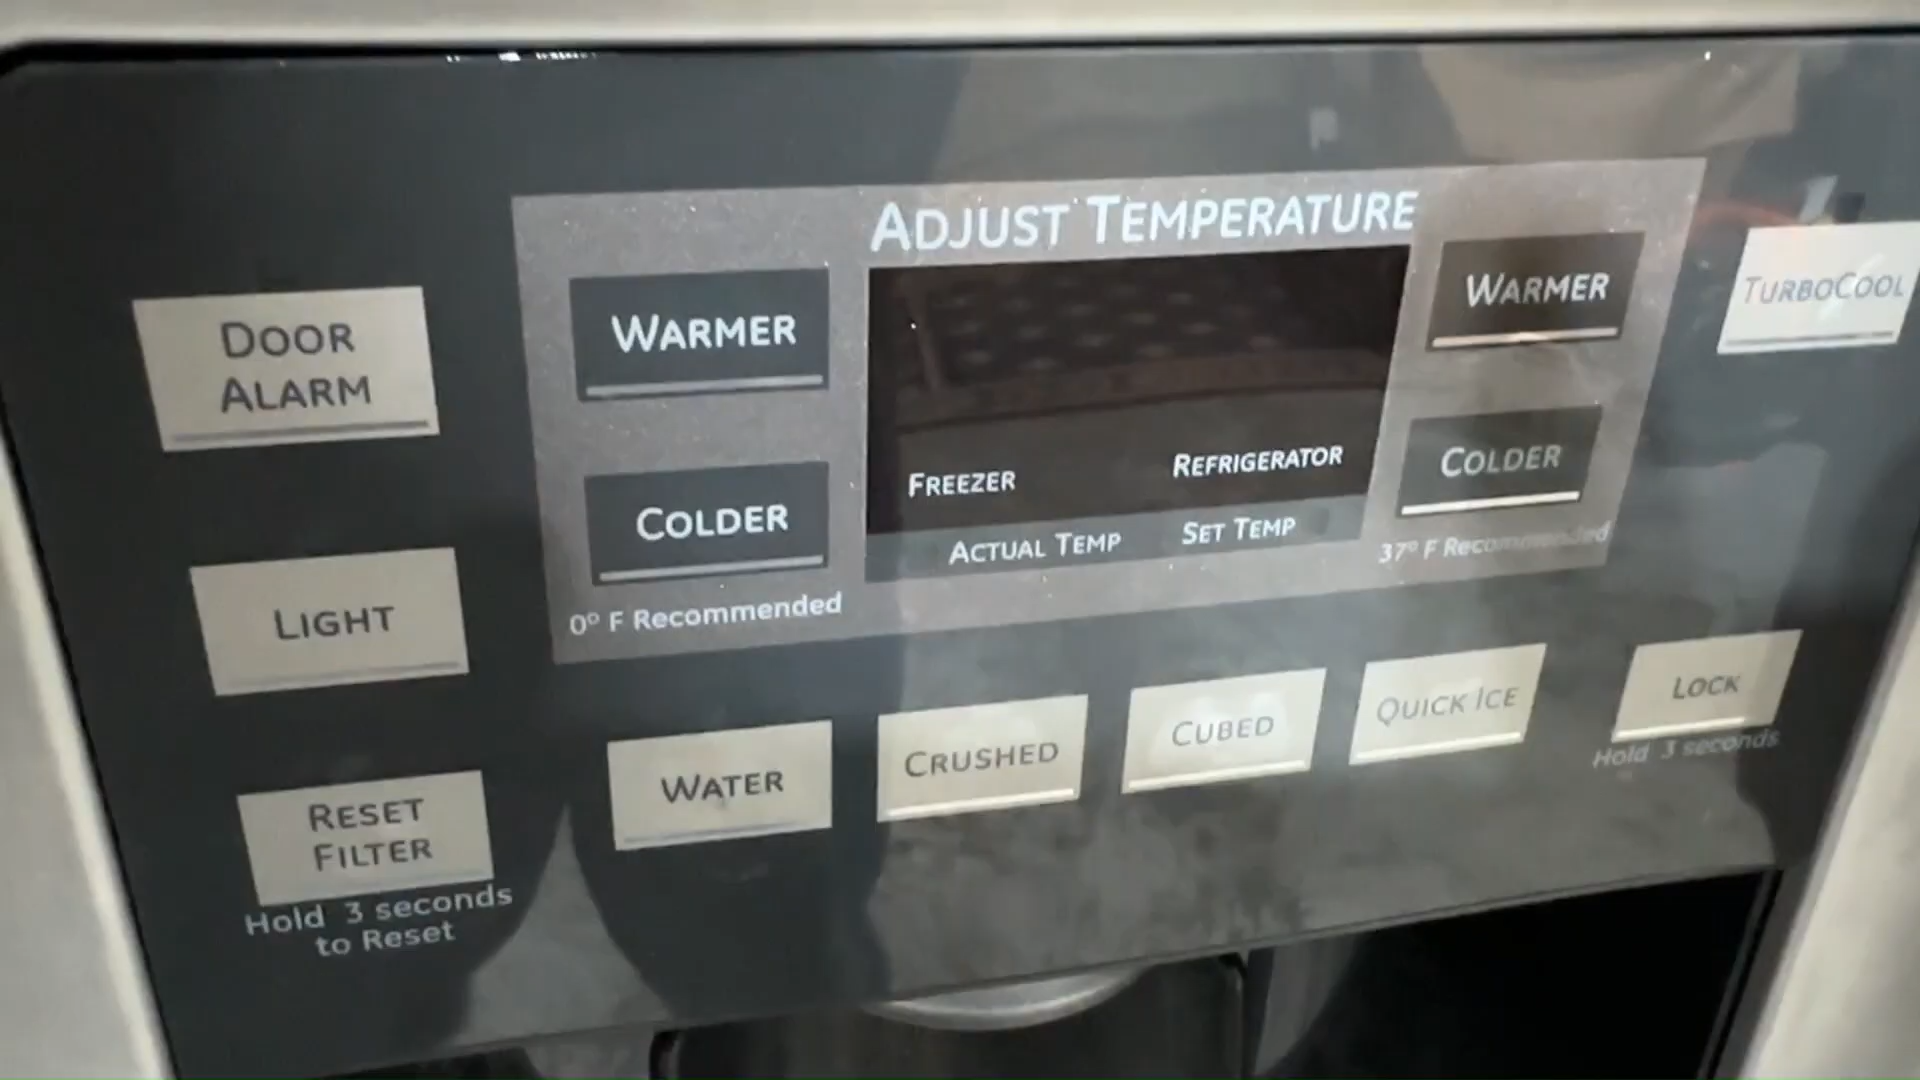 ADJUST TEMPERATURE
DOOR
ALARM
WARMER
WARMER
TURBOCOOL
COLDER
COLDER
FREEZER
REFRIGERATOR
ACTUAL TEMP
SET TEMP
0° F Recommended
37° F Recommended
LIGHT
RESET
FILTER
Hold 3 seconds
to Reset
WATER
CRUSHED
CUBED
QUICK ICE
LOCK
Hold 3 seconds